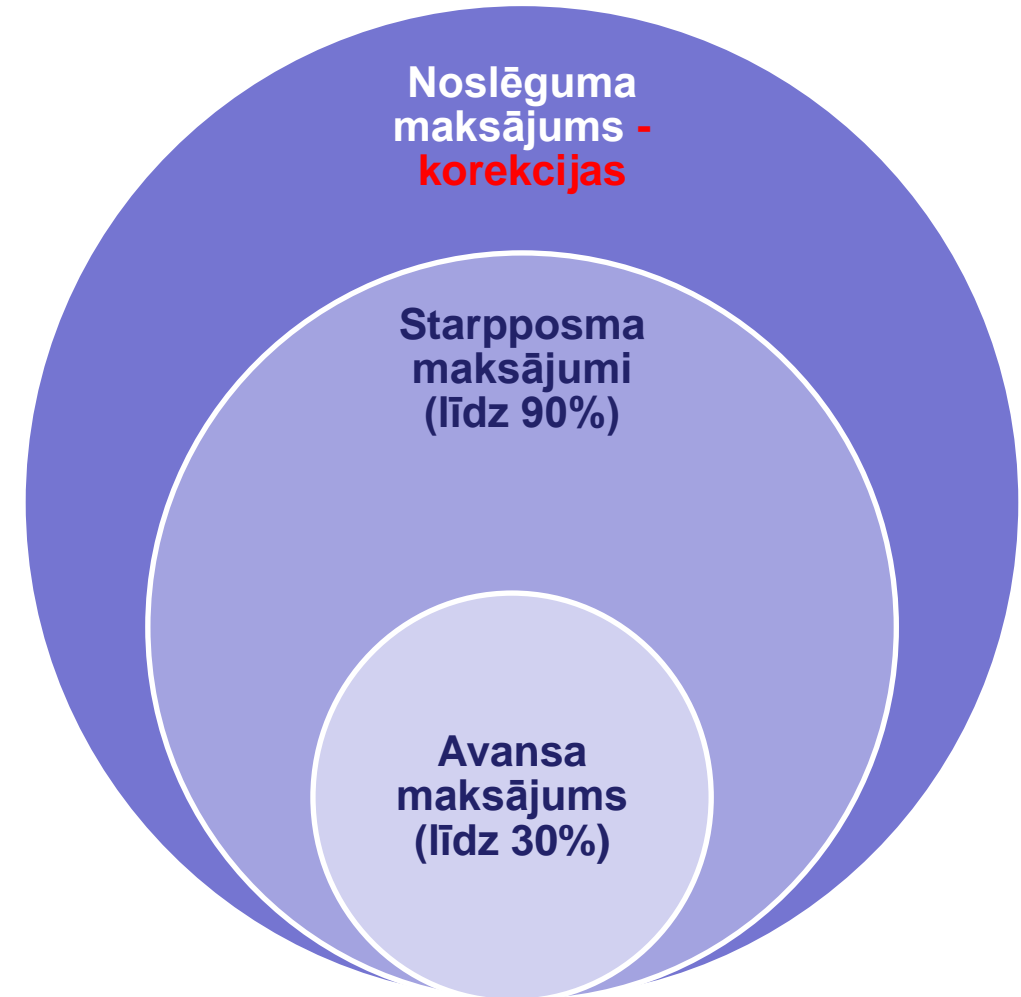 Noslēguma
maksājums -
korekcijas
Starpposma
maksājumi
(līdz 90%)
Avansa
maksājums
(līdz 30%)